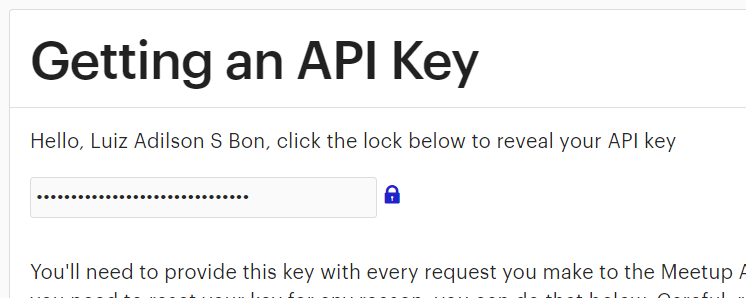 Getting an API Key
Hello, Luiz Adilson S Bon, click the lock below to reveal your API key
•••••••••••••••••••••••••••••••
You'll need to provide this key with every request you make to the Meetup A
you need to reset your key for any reason, you can do that below. Careful,